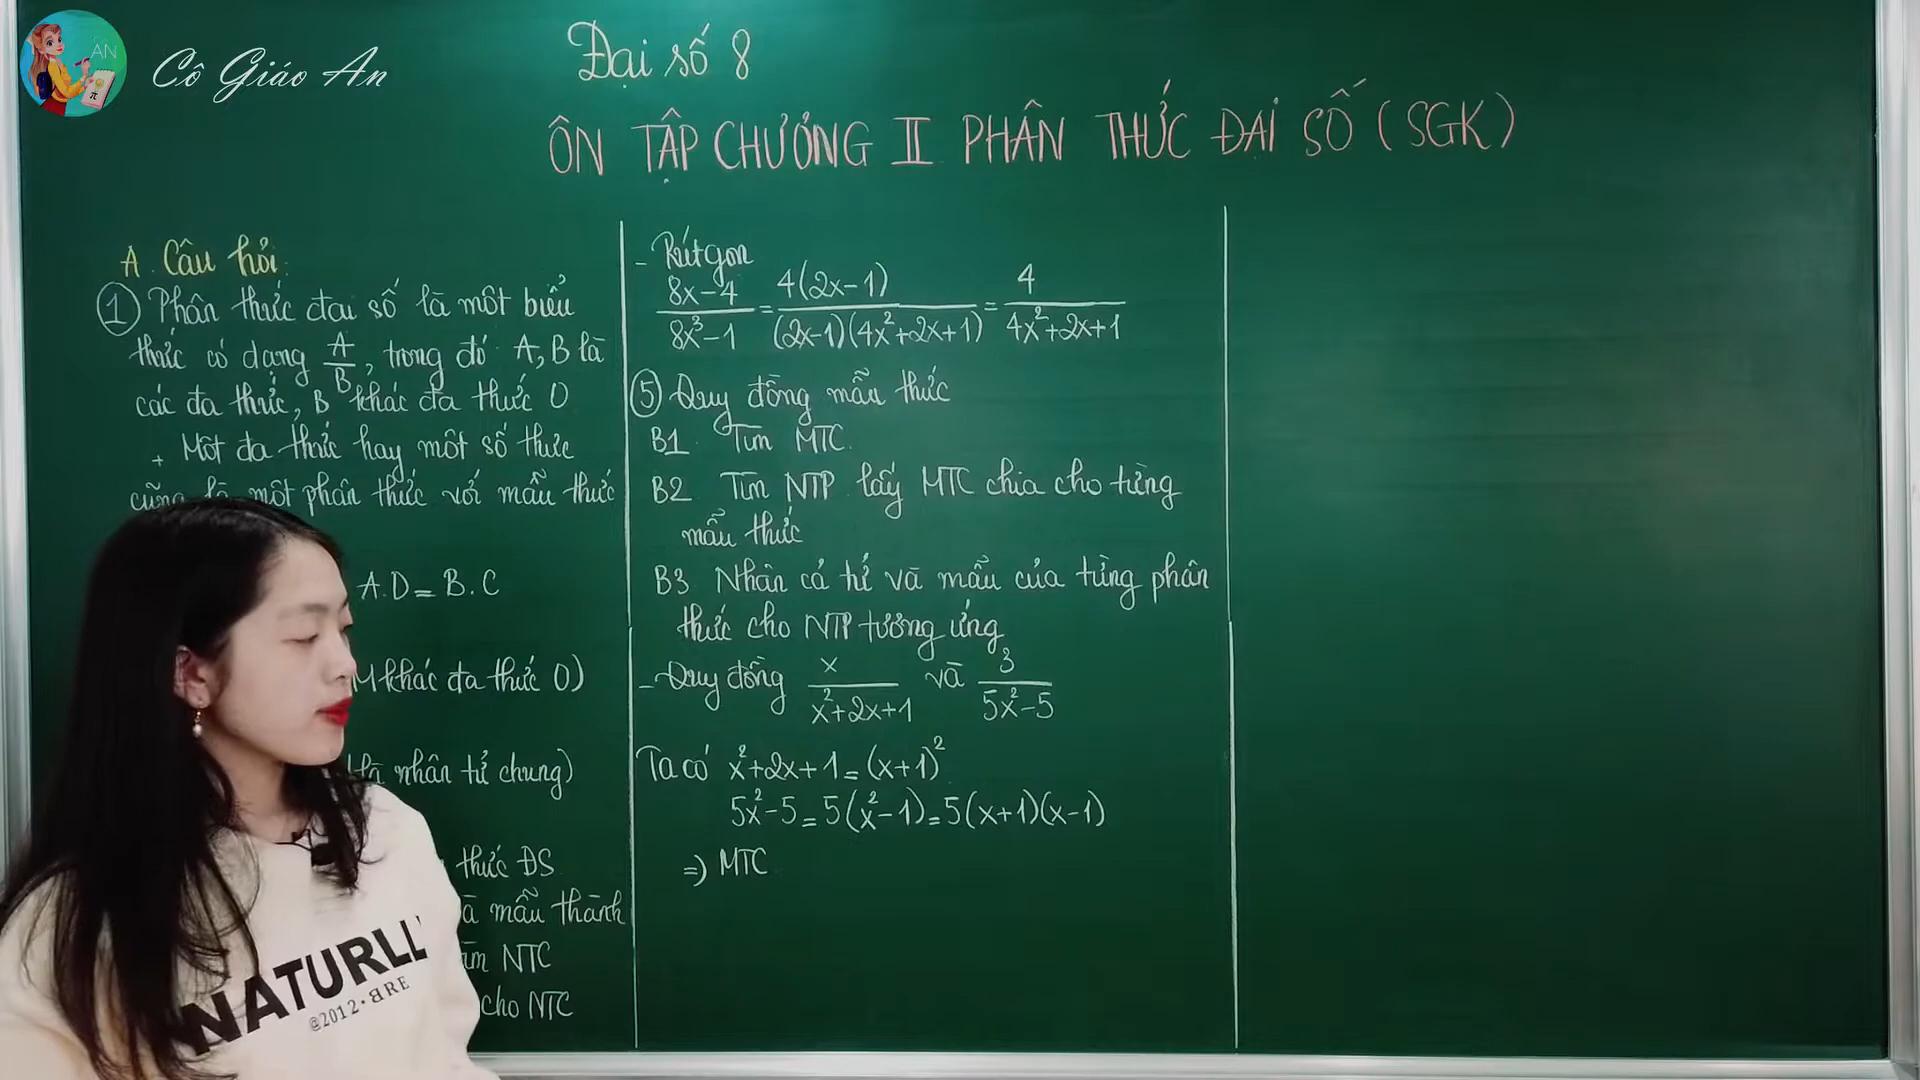 AN
π
Cô Giáo An
Đại số 8
ÔN TẬP CHƯƠNG II PHÂN THỨC ĐẠI SỐ (SGK)
A. Câu hỏi:
① Phân thức đại số là một biểu
thức có dạng A/B, trong đó A, B là
các đa thức, B khác đa thức 0
+ Một đa thức hay một số thực
cũng là một phân thức với mẫu thức
A.D = B.C
M khác đa thức 0)
là nhân tử chung)
thức ĐS
mẫu thành
NTC
cho NTC
- Rút gọn
8x-4/8x³-1 = 4(2x-1)/(2x-1)(4x²+2x+1) = 4/4x²+2x+1
⑤ Quy đồng mẫu thức
B1. Tìm MTC.
B2 Tìm NTP lấy MTC chia cho từng
mẫu thức
B3 Nhân cả tử và mẫu của từng phân
thức cho NTP tương ứng
- Quy đồng x/x²+2x+1 và 3/5x²-5
Ta có x²+2x+1 = (x+1)²
5x²-5 = 5(x²-1) = 5(x+1)(x-1)
=) MTC
NATURLL
@2012·BRE